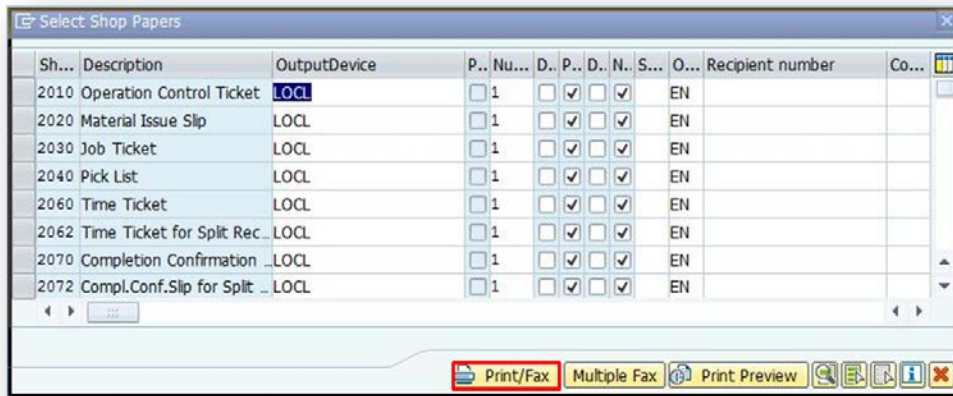 Select Shop Papers
Sh... Description OutputDevice P.. Nu... D.. P.. D.. N.. S... O... Recipient number Co...
2010 Operation Control Ticket LOCL 1 EN
2020 Material Issue Slip LOCL 1 EN
2030 Job Ticket LOCL 1 EN
2040 Pick List LOCL 1 EN
2060 Time Ticket LOCL 1 EN
2062 Time Ticket for Split Rec... LOCL 1 EN
2070 Completion Confirmation ... LOCL 1 EN
2072 Compl.Conf.Slip for Split ... LOCL 1 EN
Print/Fax Multiple Fax Print Preview